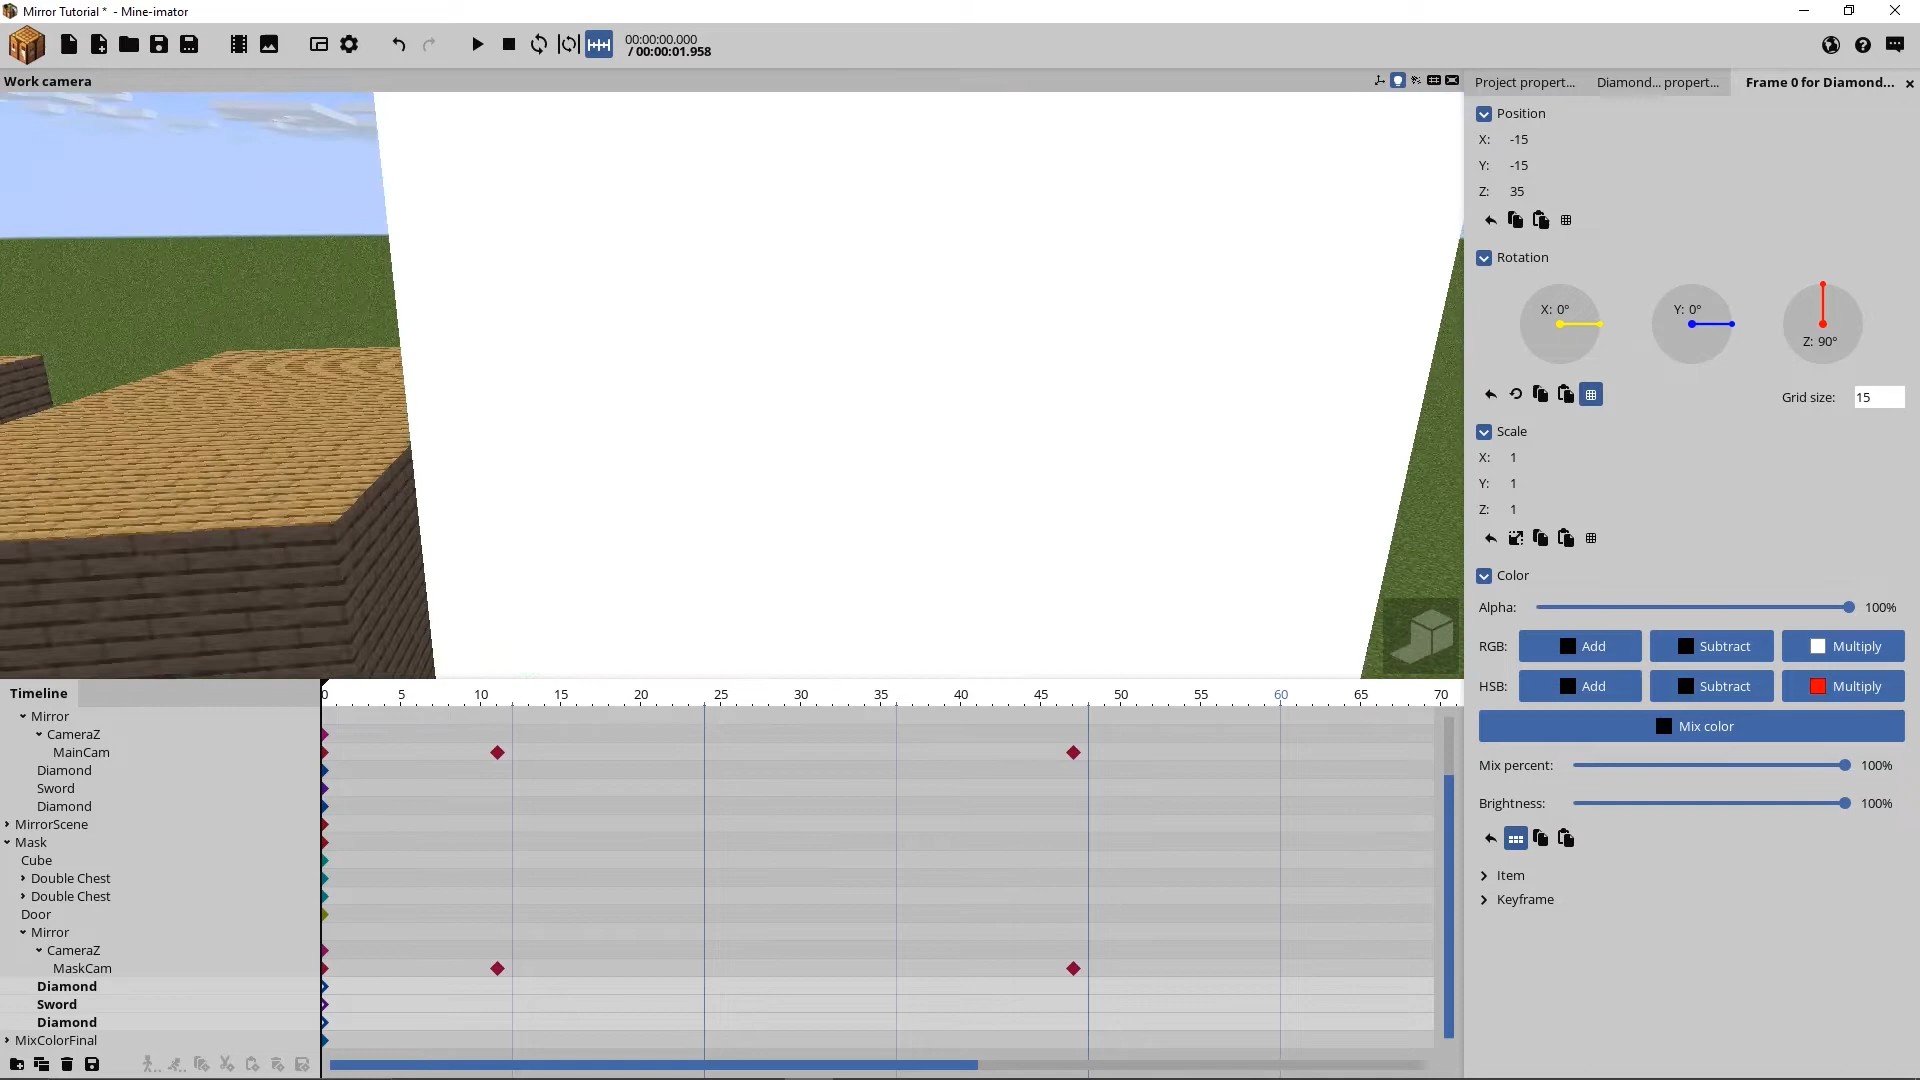 Mirror Tutorial * - Mine-imator
00:00:00.000
/ 00:00:01.958
Work camera
Project propert...
Diamond... propert...
Frame 0 for Diamond...
Position
X: -15
Y: -15
Z: 35
Rotation
X: 0°
Y: 0°
Z: 90°
Grid size: 15
Scale
X: 1
Y: 1
Z: 1
Color
Alpha: 100%
RGB: Add Subtract Multiply
HSB: Add Subtract Multiply
Mix color
Mix percent: 100%
Brightness: 100%
Item
Keyframe
Timeline
0 5 10 15 20 25 30 35 40 45 50 55 60 65 70
Mirror
CameraZ
MainCam
Diamond
Sword
Diamond
MirrorScene
Mask
Cube
Double Chest
Double Chest
Door
Mirror
CameraZ
MaskCam
Diamond
Sword
Diamond
MixColorFinal